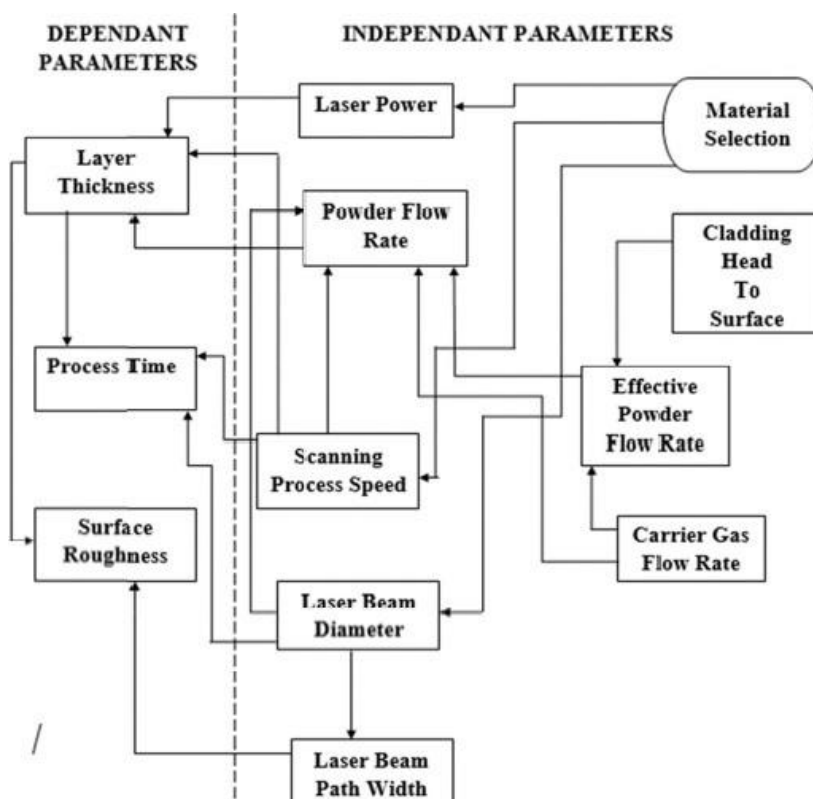 DEPENDANT
PARAMETERS
INDEPENDANT PARAMETERS
Laser Power
Material
Selection
Layer
Thickness
Powder Flow
Rate
Cladding
Head
To
Surface
Process Time
Effective
Powder
Flow Rate
Scanning
Process Speed
Surface
Roughness
Carrier Gas
Flow Rate
Laser Beam
Diameter
/
Laser Beam
Path Width